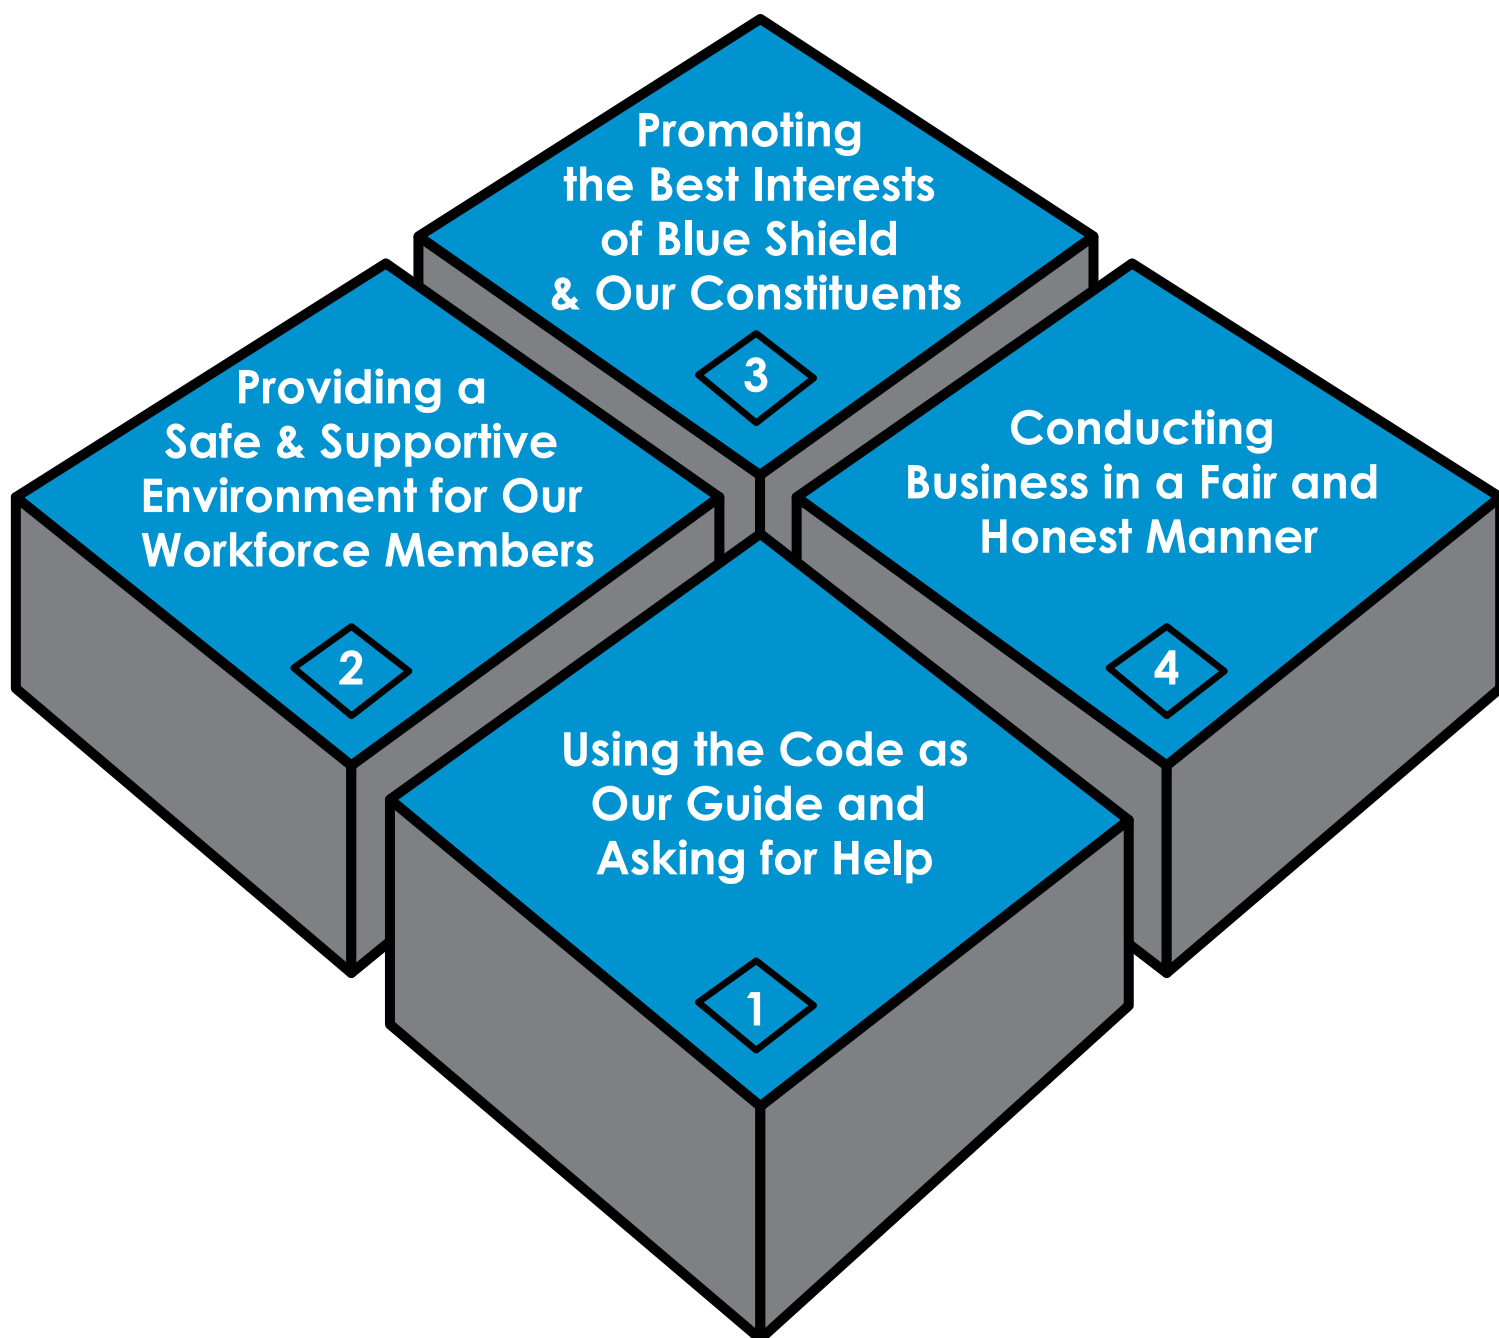 Promoting
the Best Interests
of Blue Shield
& Our Constituents
3
Providing a
Safe & Supportive
Environment for Our
Workforce Members
2
Conducting
Business in a Fair and
Honest Manner
4
Using the Code as
Our Guide and
Asking for Help
1